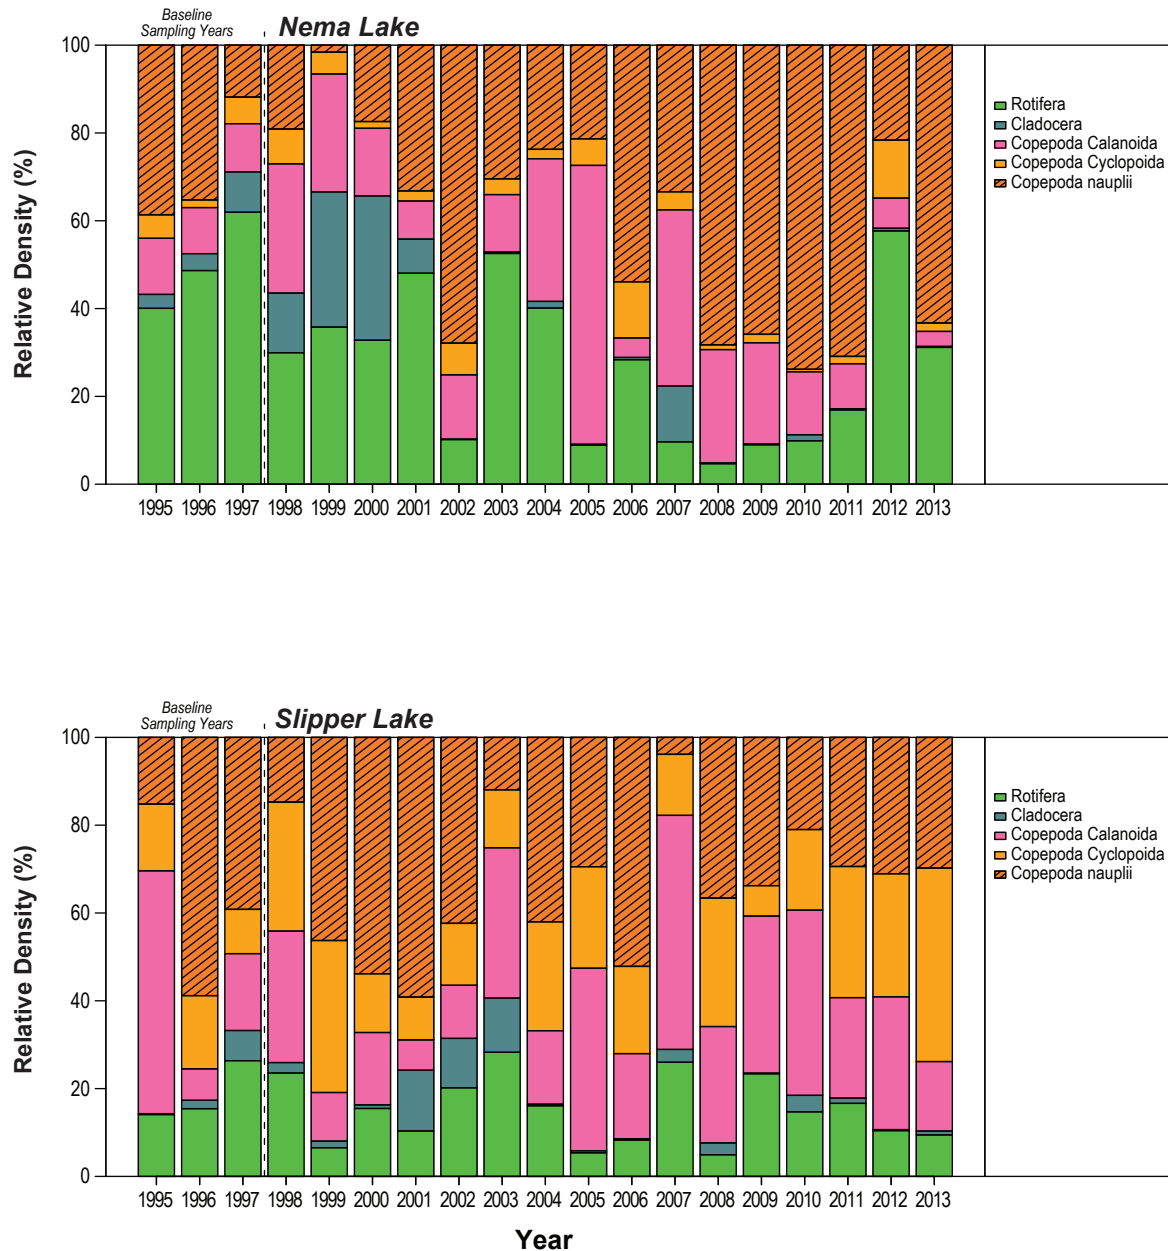 Baseline
Sampling Years
Nema Lake
Relative Density (%)
100
80
60
40
20
0
1995 1996 1997 1998 1999 2000 2001 2002 2003 2004 2005 2006 2007 2008 2009 2010 2011 2012 2013
Rotifera
Cladocera
Copepoda Calanoida
Copepoda Cyclopoida
Copepoda nauplii
Baseline
Sampling Years
Slipper Lake
Relative Density (%)
100
80
60
40
20
0
1995 1996 1997 1998 1999 2000 2001 2002 2003 2004 2005 2006 2007 2008 2009 2010 2011 2012 2013
Rotifera
Cladocera
Copepoda Calanoida
Copepoda Cyclopoida
Copepoda nauplii
Year